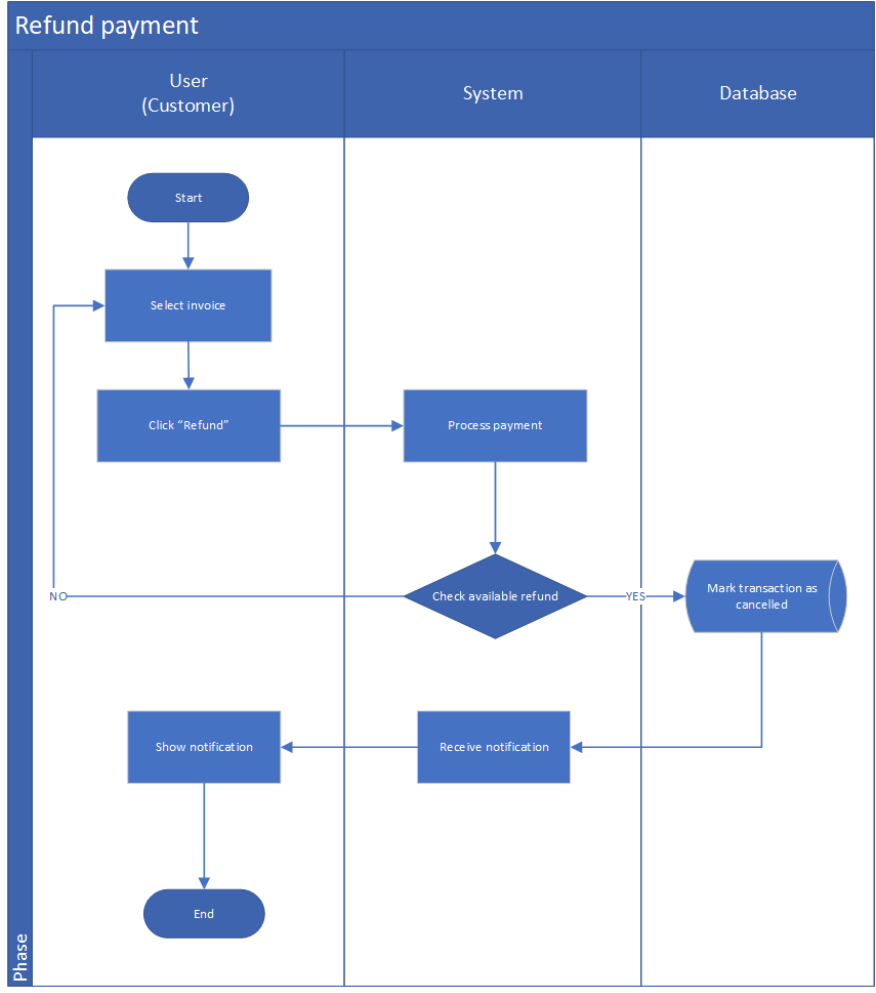 Refund payment
User
(Customer)
System
Database
Start
Select invoice
Click “Refund”
Process payment
Check available refund
NO
YES
Mark transaction as
cancelled
Show notification
Receive notification
End
Phase